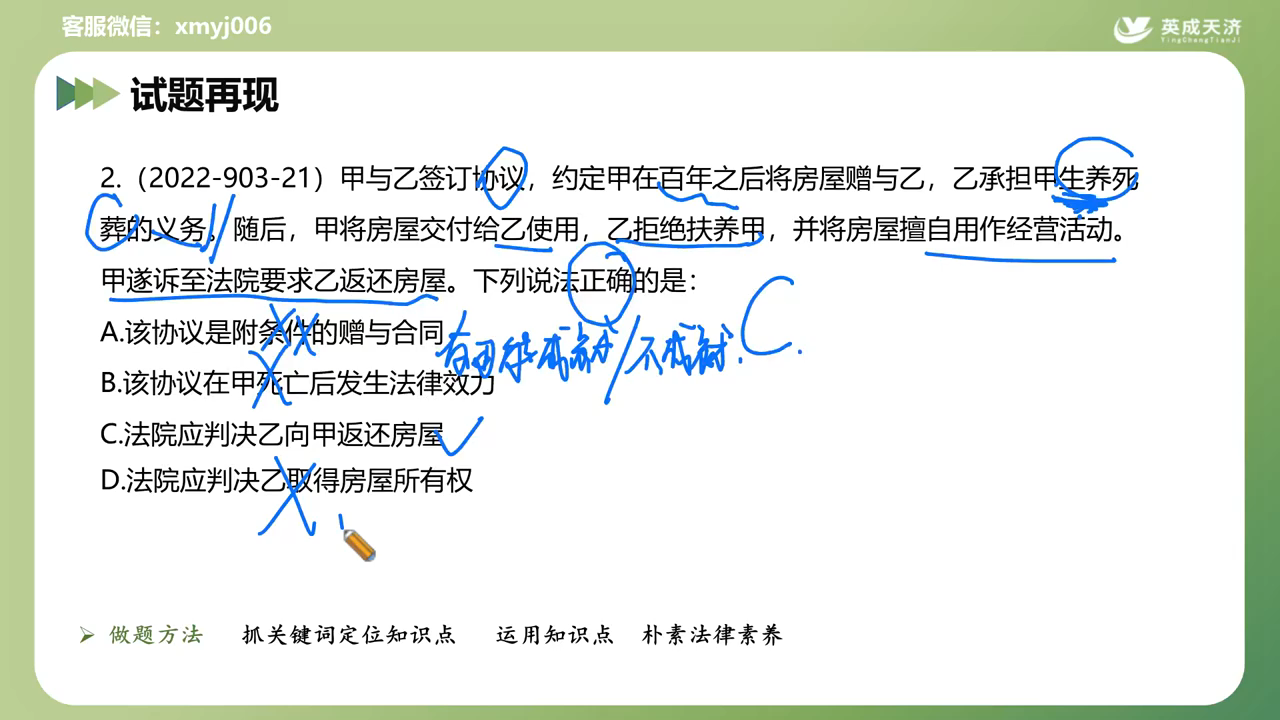 客服微信：xmyj006
英成天济
YingChengTianJi
试题再现
2.（2022-903-21）甲与乙签订协议，约定甲在百年之后将房屋赠与乙，乙承担甲生养死
葬的义务。随后，甲将房屋交付给乙使用，乙拒绝扶养甲，并将房屋擅自用作经营活动。
甲遂诉至法院要求乙返还房屋。下列说法正确的是：
A.该协议是附条件的赠与合同
B.该协议在甲死亡后发生法律效力
C.法院应判决乙向甲返还房屋
D.法院应判决乙取得房屋所有权
C.
做题方法 抓关键词定位知识点 运用知识点 朴素法律素养